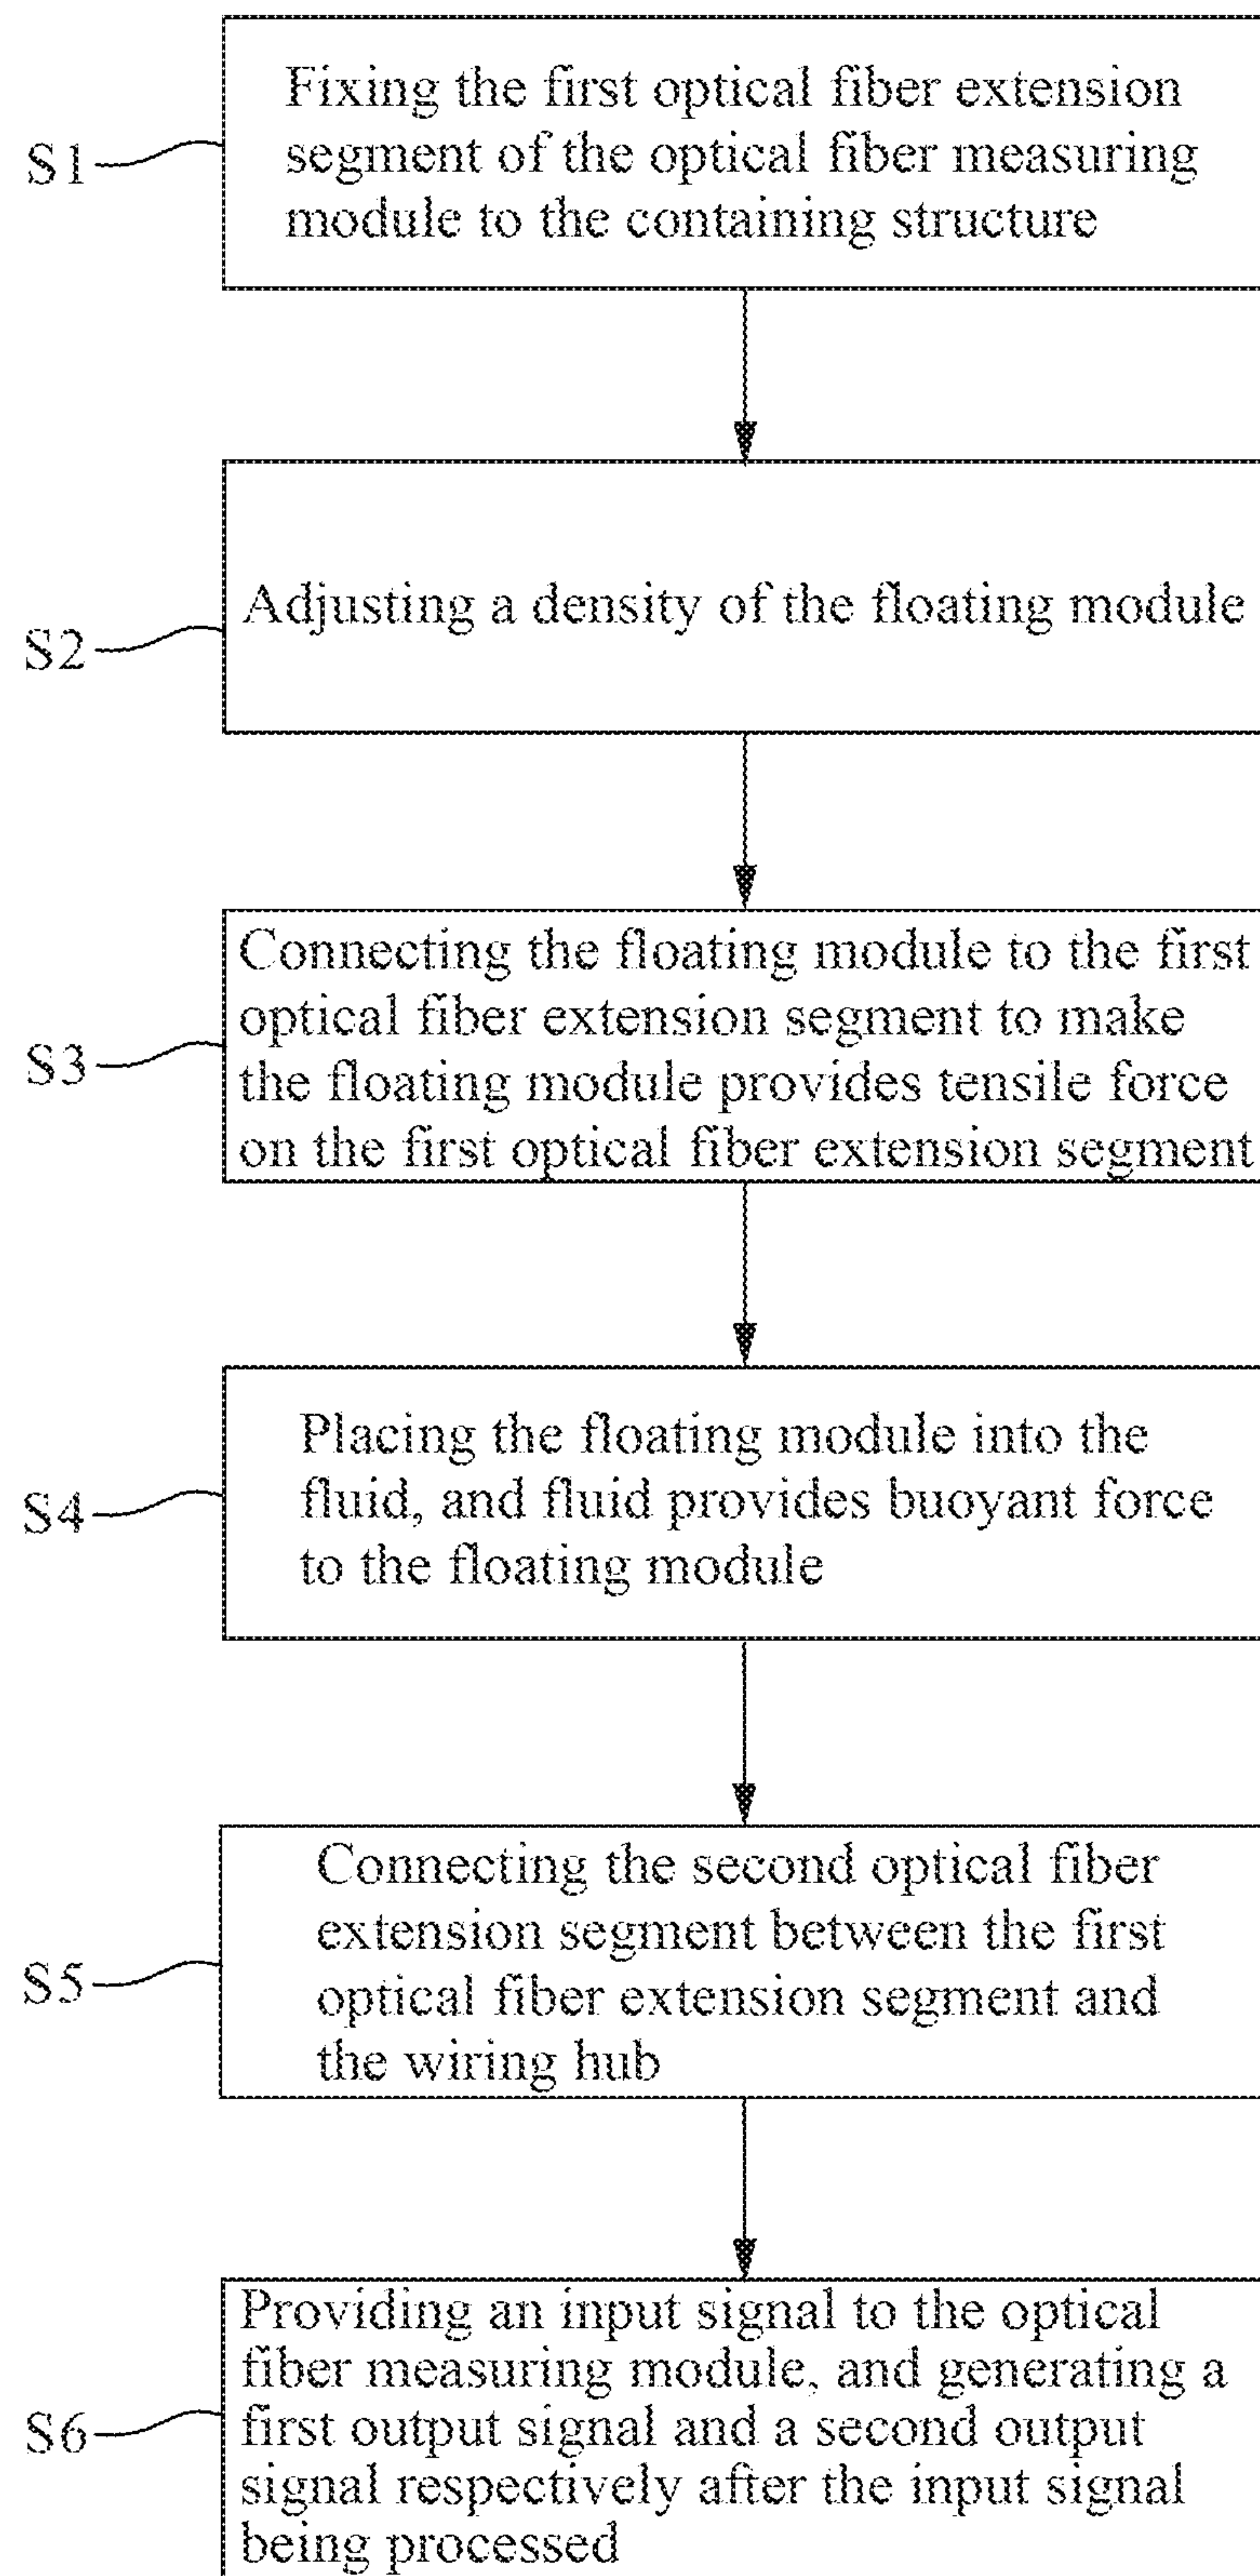 S1
Fixing the first optical fiber extension
segment of the optical fiber measuring
module to the containing structure
S2
Adjusting a density of the floating module
S3
Connecting the floating module to the first
optical fiber extension segment to make
the floating module provides tensile force
on the first optical fiber extension segment
S4
Placing the floating module into the
fluid, and fluid provides buoyant force
to the floating module
S5
Connecting the second optical fiber
extension segment between the first
optical fiber extension segment and
the wiring hub
S6
Providing an input signal to the optical
fiber measuring module, and generating a
first output signal and a second output
signal respectively after the input signal
being processed